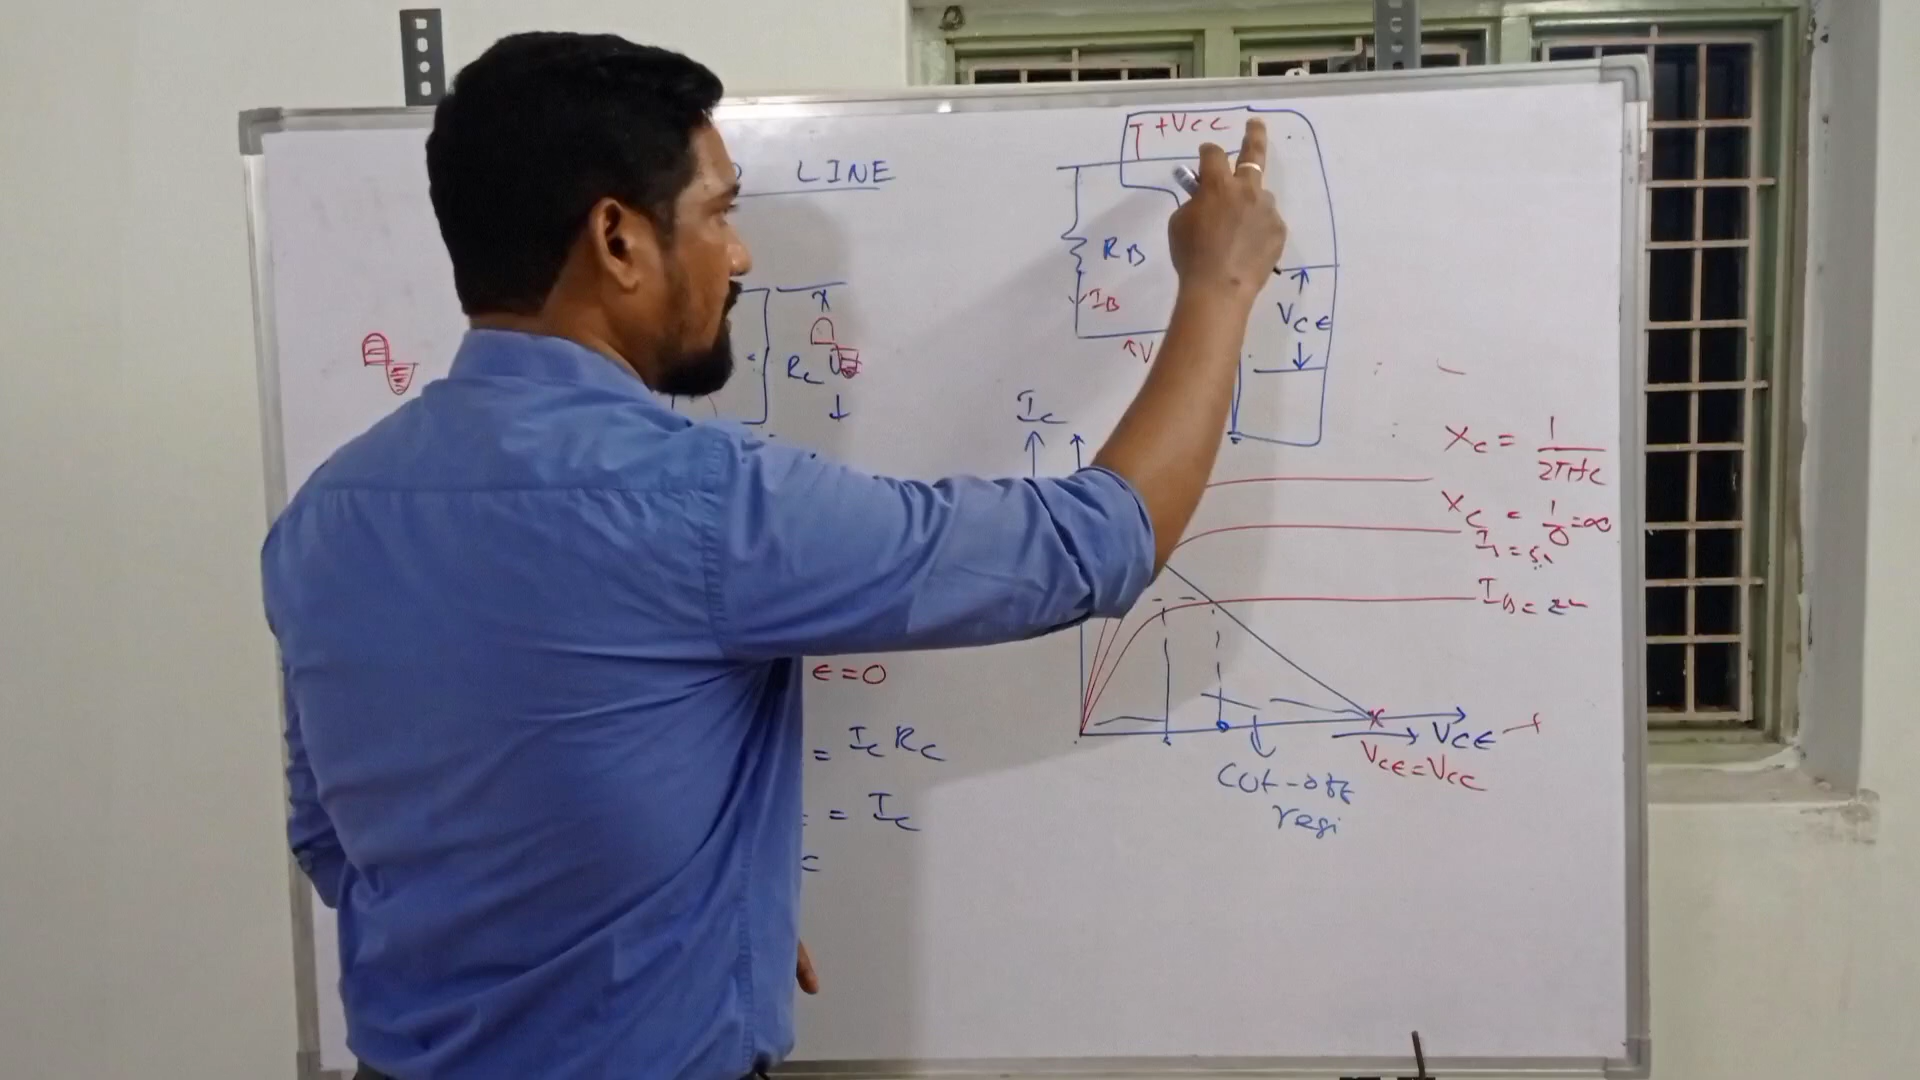 LINE
+Vcc
RB
IB
VCE
V
RC
IC
Xc = 1/2πfc
Xc = 1/0 = ∞
IB = 2
E = 0
= IC RC
= IC
C
VCE
VCE = VCC
Cut-off
regi